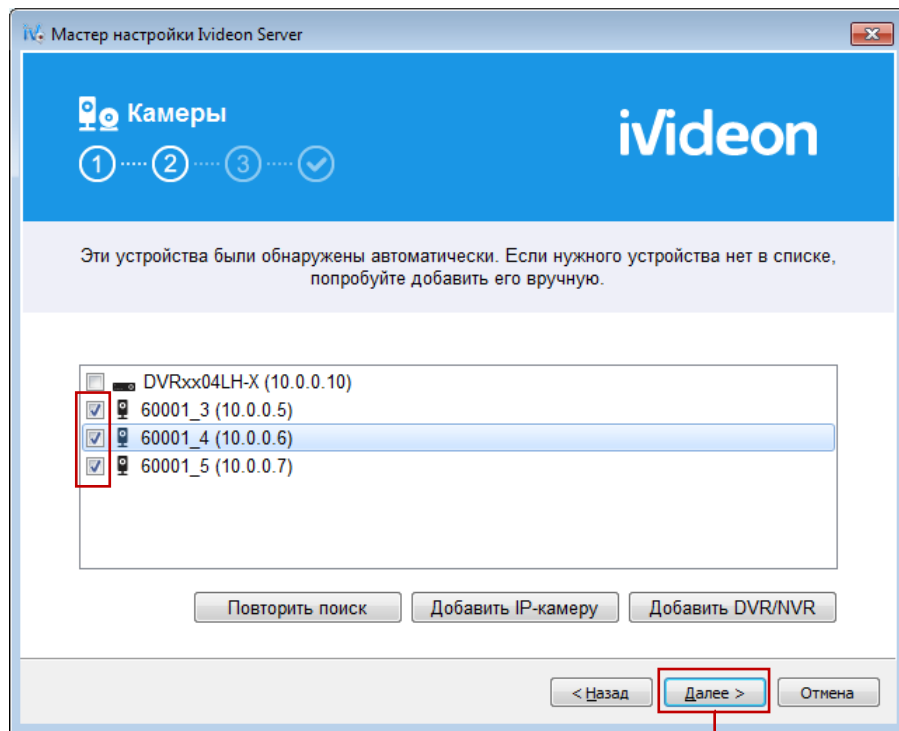 Мастер настройки Ivideon Server
Камеры
iVideon
1 2 3
Эти устройства были обнаружены автоматически. Если нужного устройства нет в списке,
попробуйте добавить его вручную.
DVRxx04LH-X (10.0.0.10)
60001_3 (10.0.0.5)
60001_4 (10.0.0.6)
60001_5 (10.0.0.7)
Повторить поиск Добавить IP-камеру Добавить DVR/NVR
< Назад Далее > Отмена